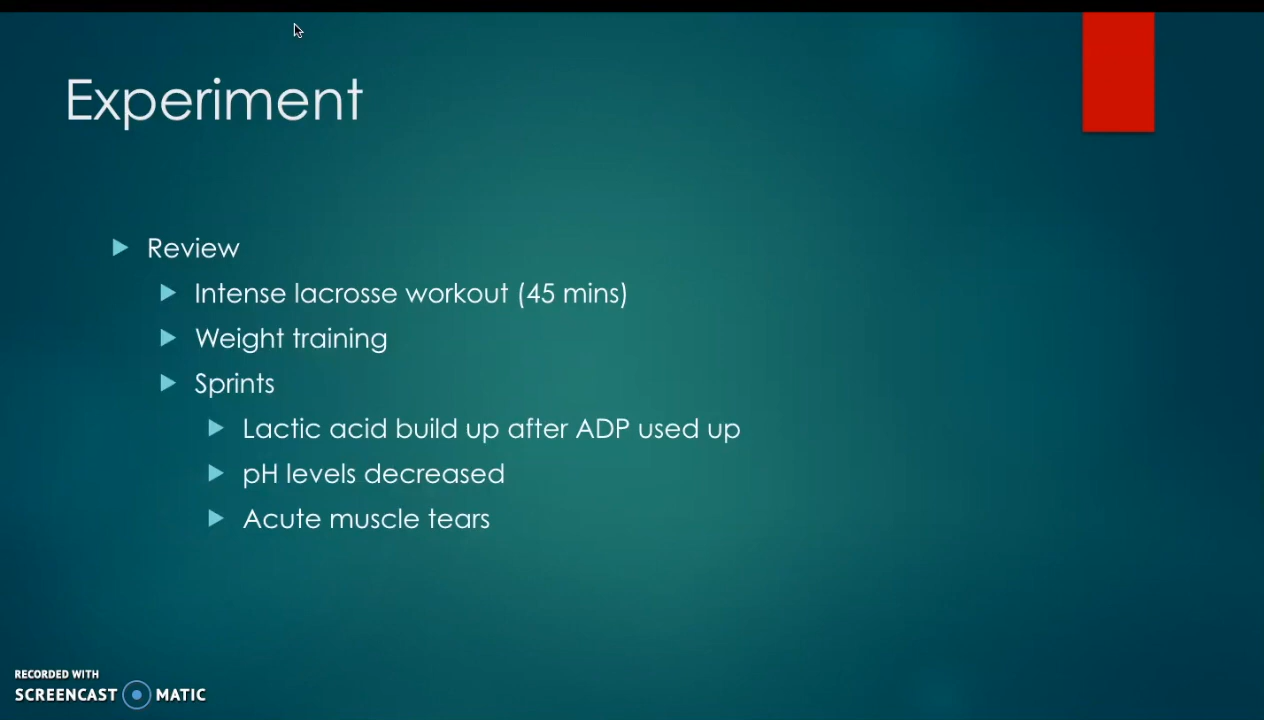 Experiment
Review
Intense lacrosse workout (45 mins)
Weight training
Sprints
Lactic acid build up after ADP used up
pH levels decreased
Acute muscle tears
RECORDED WITH
SCREENCAST MATIC